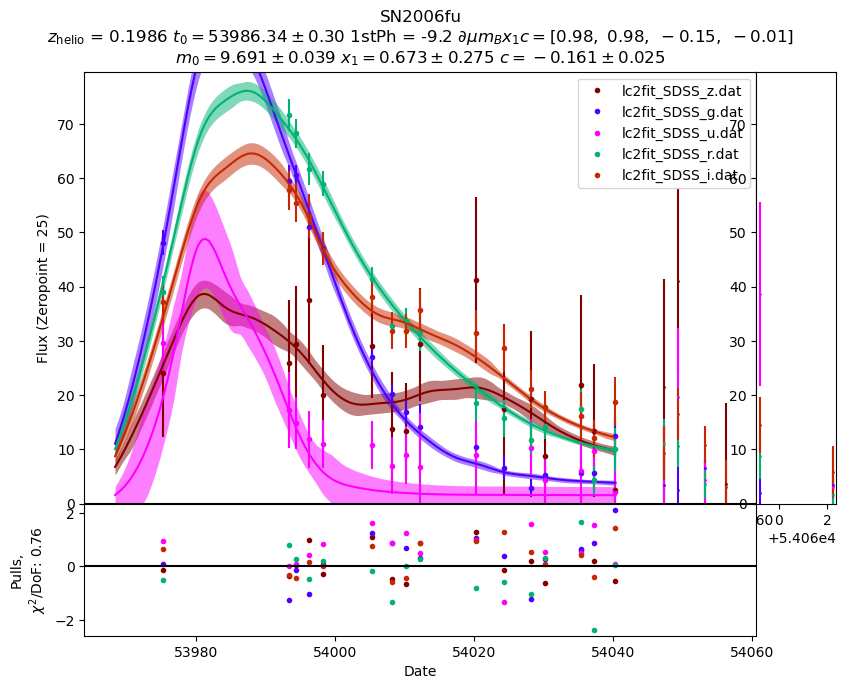 SN2006fu
z_helio = 0.1986 t_0 = 53986.34 ± 0.30 1stPh = -9.2 ∂μm_Bx_1c = [0.98, 0.98, −0.15, −0.01]
m_0 = 9.691 ± 0.039 x_1 = 0.673 ± 0.275 c = −0.161 ± 0.025
lc2fit_SDSS_z.dat
lc2fit_SDSS_g.dat
lc2fit_SDSS_u.dat
lc2fit_SDSS_r.dat
lc2fit_SDSS_i.dat
Flux (Zeropoint = 25)
70
60
50
40
30
20
10
0
70
60
50
40
30
20
10
0
60 0 2
+5.406e4
Pulls,
χ²/DoF: 0.76
2
0
−2
53980 54000 54020 54040 54060
Date